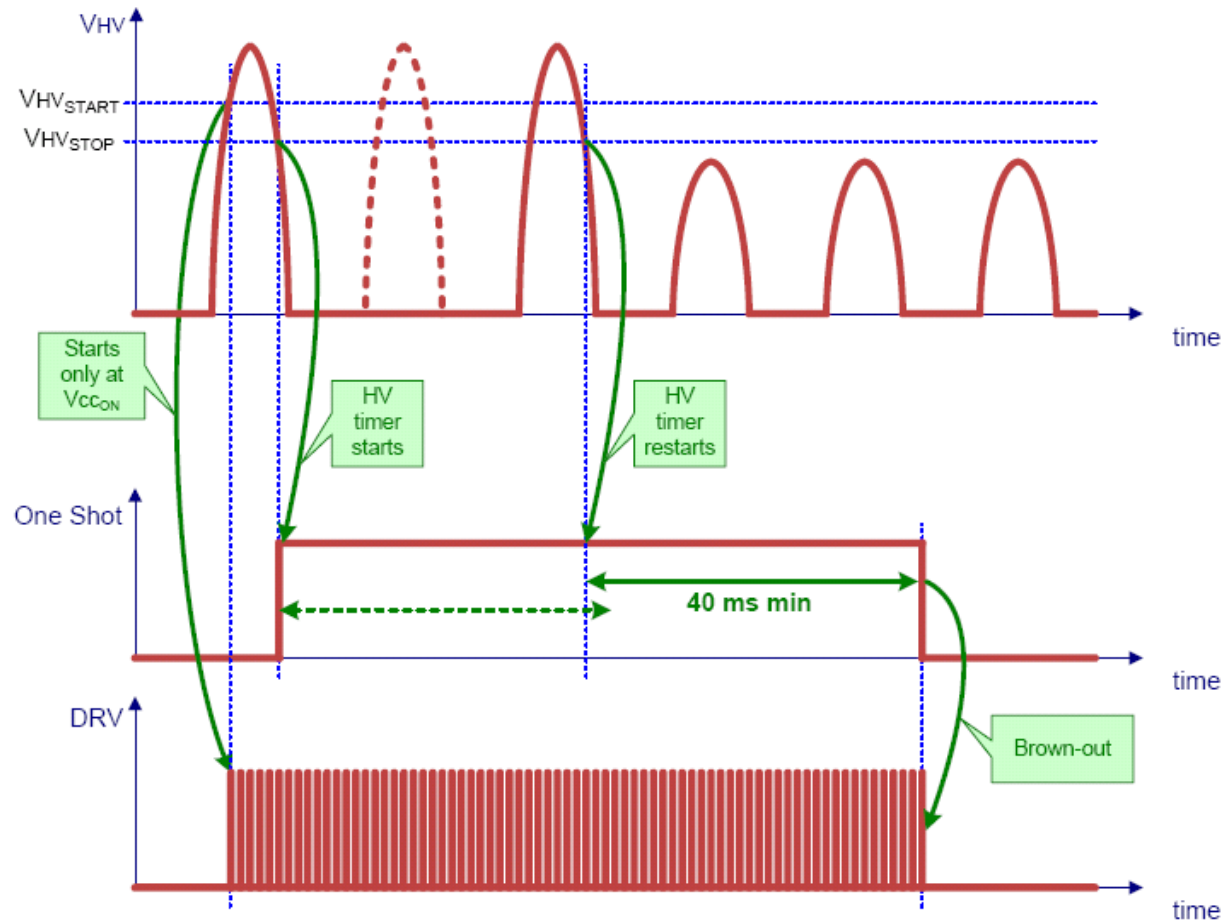 VHV
VHVSTART
VHVSTOP
time
Starts
only at
VccON
HV
timer
starts
HV
timer
restarts
One Shot
40 ms min
time
DRV
Brown-out
time